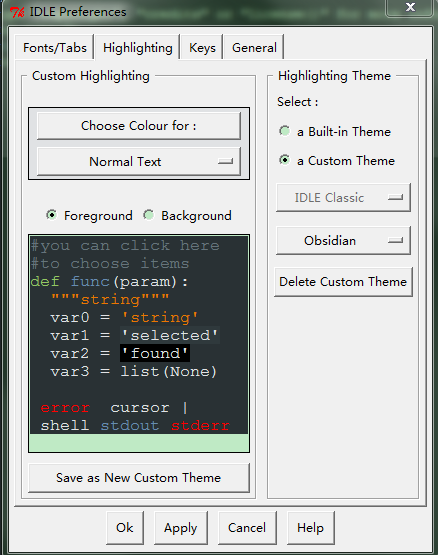 IDLE Preferences
Fonts/Tabs Highlighting Keys General
Custom Highlighting
Choose Colour for :
Normal Text
Foreground Background
#you can click here
#to choose items
def func(param):
"""string"""
var0 = 'string'
var1 = 'selected'
var2 = 'found'
var3 = list(None)
error cursor |
shell stdout stderr
Save as New Custom Theme
Highlighting Theme
Select :
a Built-in Theme
a Custom Theme
IDLE Classic
Obsidian
Delete Custom Theme
Ok Apply Cancel Help